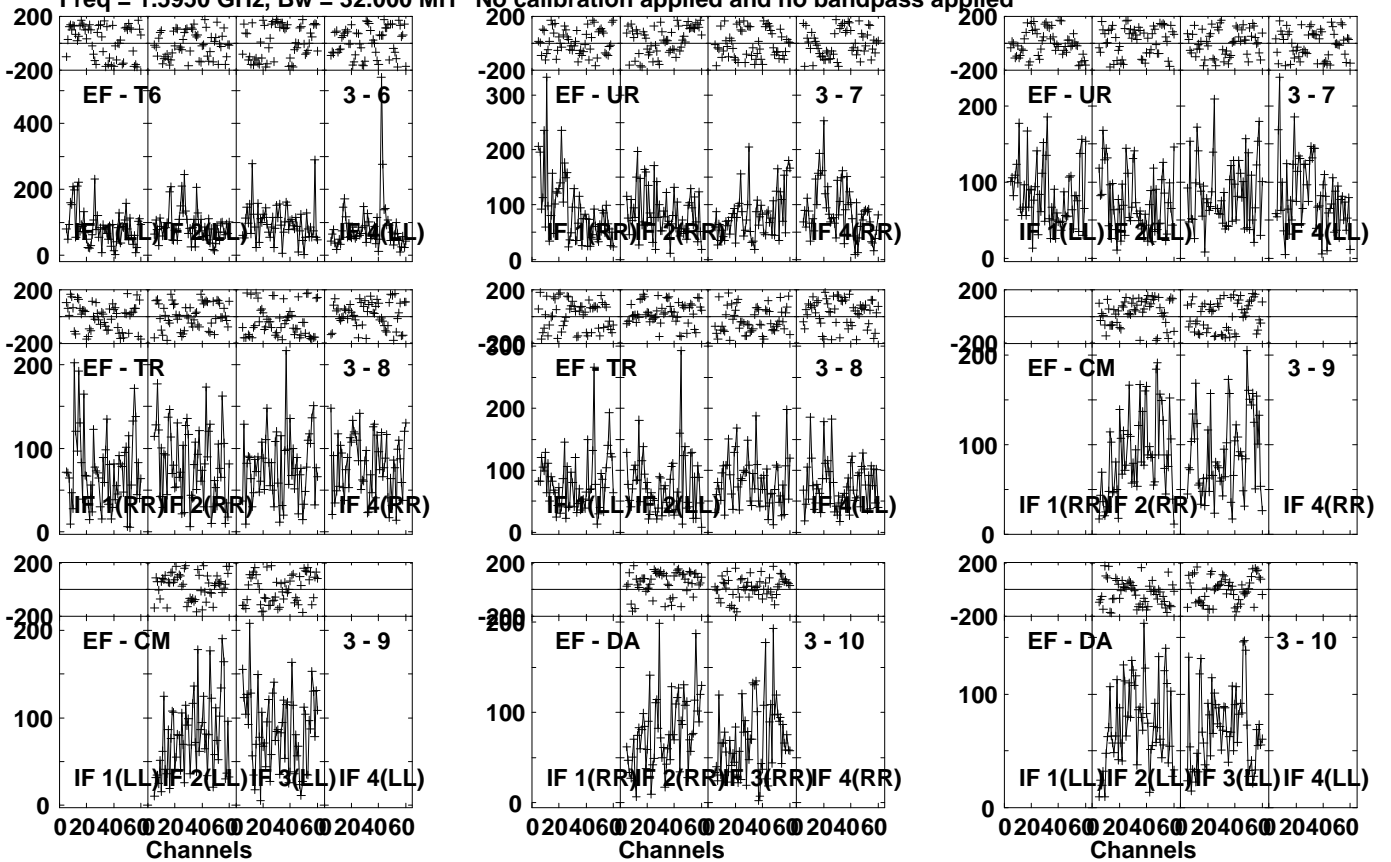 Freq = 1.5950 GHz, Bw = 32.000 MH No calibration applied and no bandpass applied
200
-200
EF - T6
3 - 6
400
200
0
IF 1(LL) IF 2(LL) IF 4(LL)
200
-200
EF - UR
3 - 7
300
200
100
0
IF 1(RR) IF 2(RR) IF 4(RR)
200
-200
EF - UR
3 - 7
200
100
0
IF 1(LL) IF 2(LL) IF 4(LL)
200
-200
EF - TR
3 - 8
200
100
0
IF 1(RR) IF 2(RR) IF 4(RR)
200
-200
300
EF - TR
3 - 8
200
100
0
IF 1(LL) IF 2(LL) IF 4(LL)
200
-200
200
EF - CM
3 - 9
100
0
IF 1(RR) IF 2(RR) IF 4(RR)
200
-200
200
EF - CM
3 - 9
100
0
IF 1(LL) IF 2(LL) IF 3(LL) IF 4(LL)
0 20 40 60 0 20 40 60 0 20 40 60 0 20 40 60
Channels
200
-200
200
EF - DA
3 - 10
100
0
IF 1(RR) IF 2(RR) IF 3(RR) IF 4(RR)
0 20 40 60 0 20 40 60 0 20 40 60 0 20 40 60
Channels
200
-200
EF - DA
3 - 10
100
0
IF 1(LL) IF 2(LL) IF 3(LL) IF 4(LL)
0 20 40 60 0 20 40 60 0 20 40 60 0 20 40 60
Channels